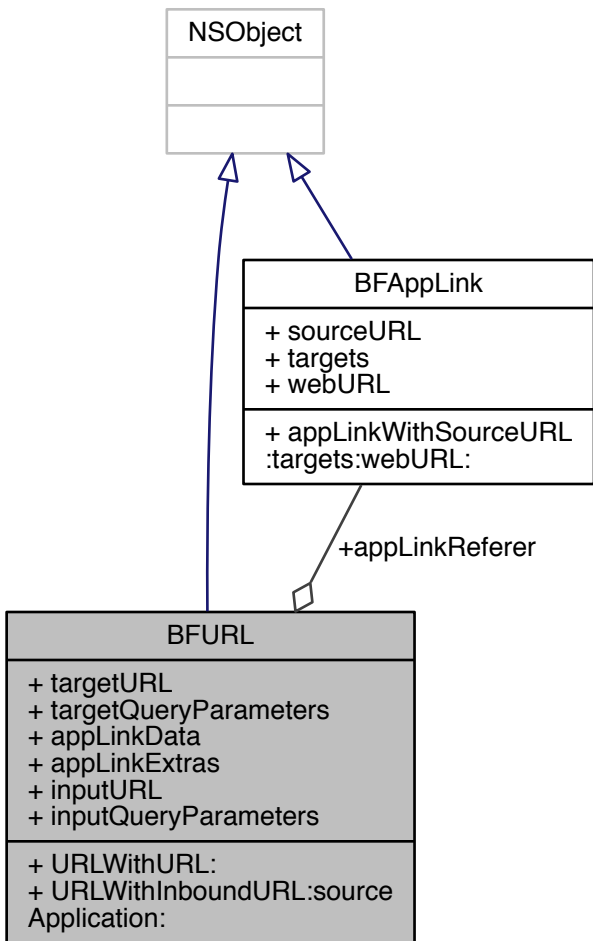 NSObject
BFAppLink
+ sourceURL
+ targets
+ webURL
+ appLinkWithSourceURL
:targets:webURL:
+appLinkReferer
BFURL
+ targetURL
+ targetQueryParameters
+ appLinkData
+ appLinkExtras
+ inputURL
+ inputQueryParameters
+ URLWithURL:
+ URLWithInboundURL:source
Application: